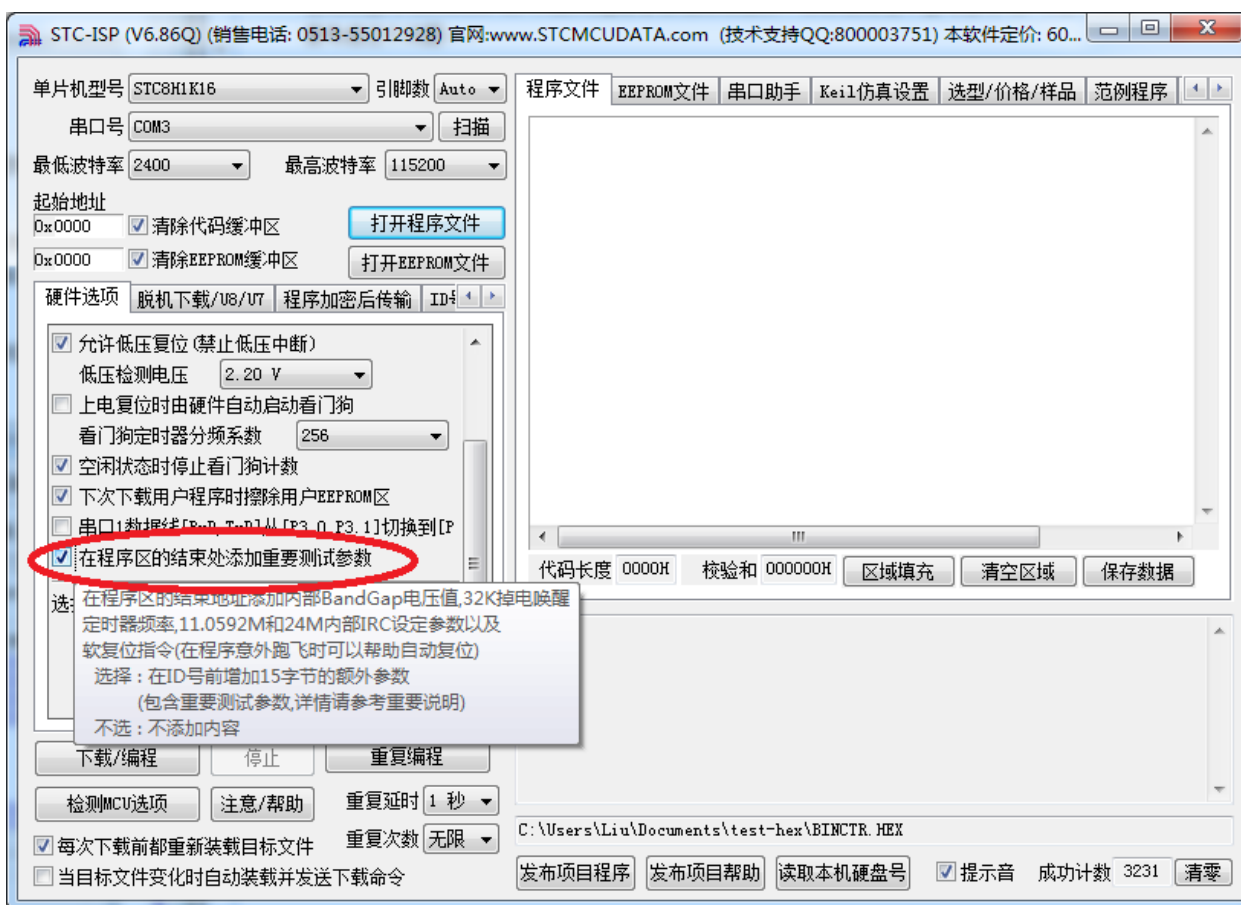 STC-ISP (V6.86Q) (销售电话: 0513-55012928) 官网:www.STCMCUDATA.com (技术支持QQ:800003751) 本软件定价: 60...
单片机型号 STC8H1K16 引脚数 Auto
串口号 COM3 扫描
最低波特率 2400 最高波特率 115200
起始地址
0x0000 清除代码缓冲区 打开程序文件
0x0000 清除EEPROM缓冲区 打开EEPROM文件
硬件选项 脱机下载/U8/U7 程序加密后传输
允许低压复位(禁止低压中断)
低压检测电压 2.20 V
上电复位时由硬件自动启动看门狗
看门狗定时器分频系数 256
空闲状态时停止看门狗计数
下次下载用户程序时擦除用户EEPROM区
串口1数据线[RxD,TxD]从[P3.0,P3.1]切换到[P
在程序区的结束处添加重要测试参数
在程序区的结束地址添加内部BandGap电压值,32K掉电唤醒
定时器频率,11.0592M和24M内部IRC设定参数以及
软复位指令(在程序意外跑飞时可以帮助自动复位)
选择:在ID号前增加15字节的额外参数
(包含重要测试参数,详情请参考重要说明)
不选:不添加内容
下载/编程 停止 重复编程
检测MCU选项 注意/帮助 重复延时 1 秒
每次下载前都重新装载目标文件 重复次数 无限
当目标文件变化时自动装载并发送下载命令
程序文件 EEPROM文件 串口助手 Keil仿真设置 选型/价格/样品 范例程序
代码长度 0000H 校验和 000000H 区域填充 清空区域 保存数据
C:\Users\Liu\Documents\test-hex\BINCTR.HEX
发布项目程序 发布项目帮助 读取本机硬盘号 提示音 成功计数 3231 清零